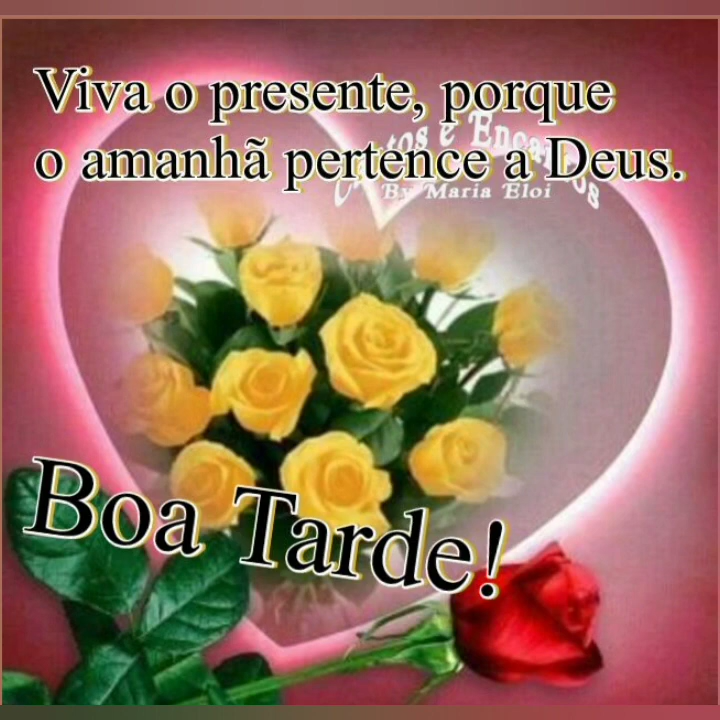 Viva o presente, porque
o amanhã pertence a Deus.
By Maria Eloi
Boa Tarde!